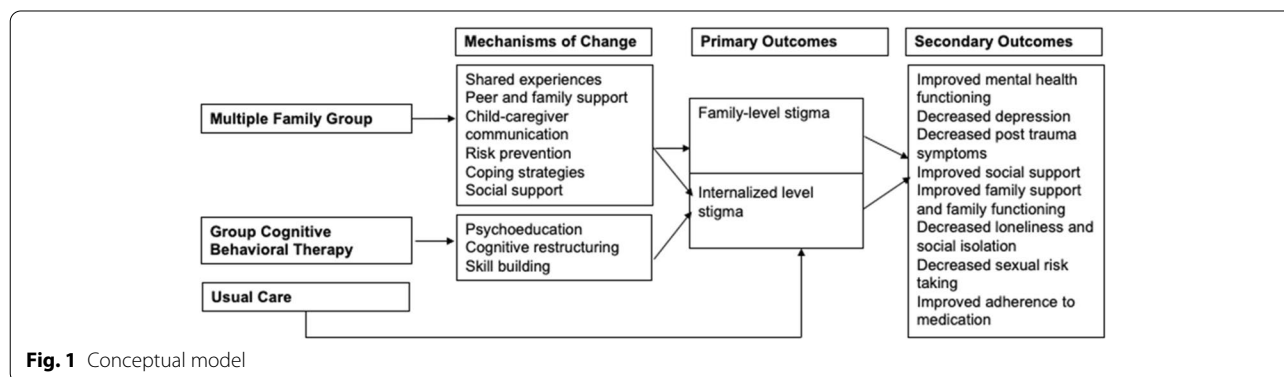 Mechanisms of Change
Primary Outcomes
Secondary Outcomes
Multiple Family Group
Shared experiences
Peer and family support
Child-caregiver
communication
Risk prevention
Coping strategies
Social support
Family-level stigma
Internalized level
stigma
Improved mental health
functioning
Decreased depression
Decreased post trauma
symptoms
Improved social support
Improved family support
and family functioning
Decreased loneliness and
social isolation
Decreased sexual risk
taking
Improved adherence to
medication
Group Cognitive
Behavioral Therapy
Psychoeducation
Cognitive restructuring
Skill building
Usual Care
Fig. 1 Conceptual model